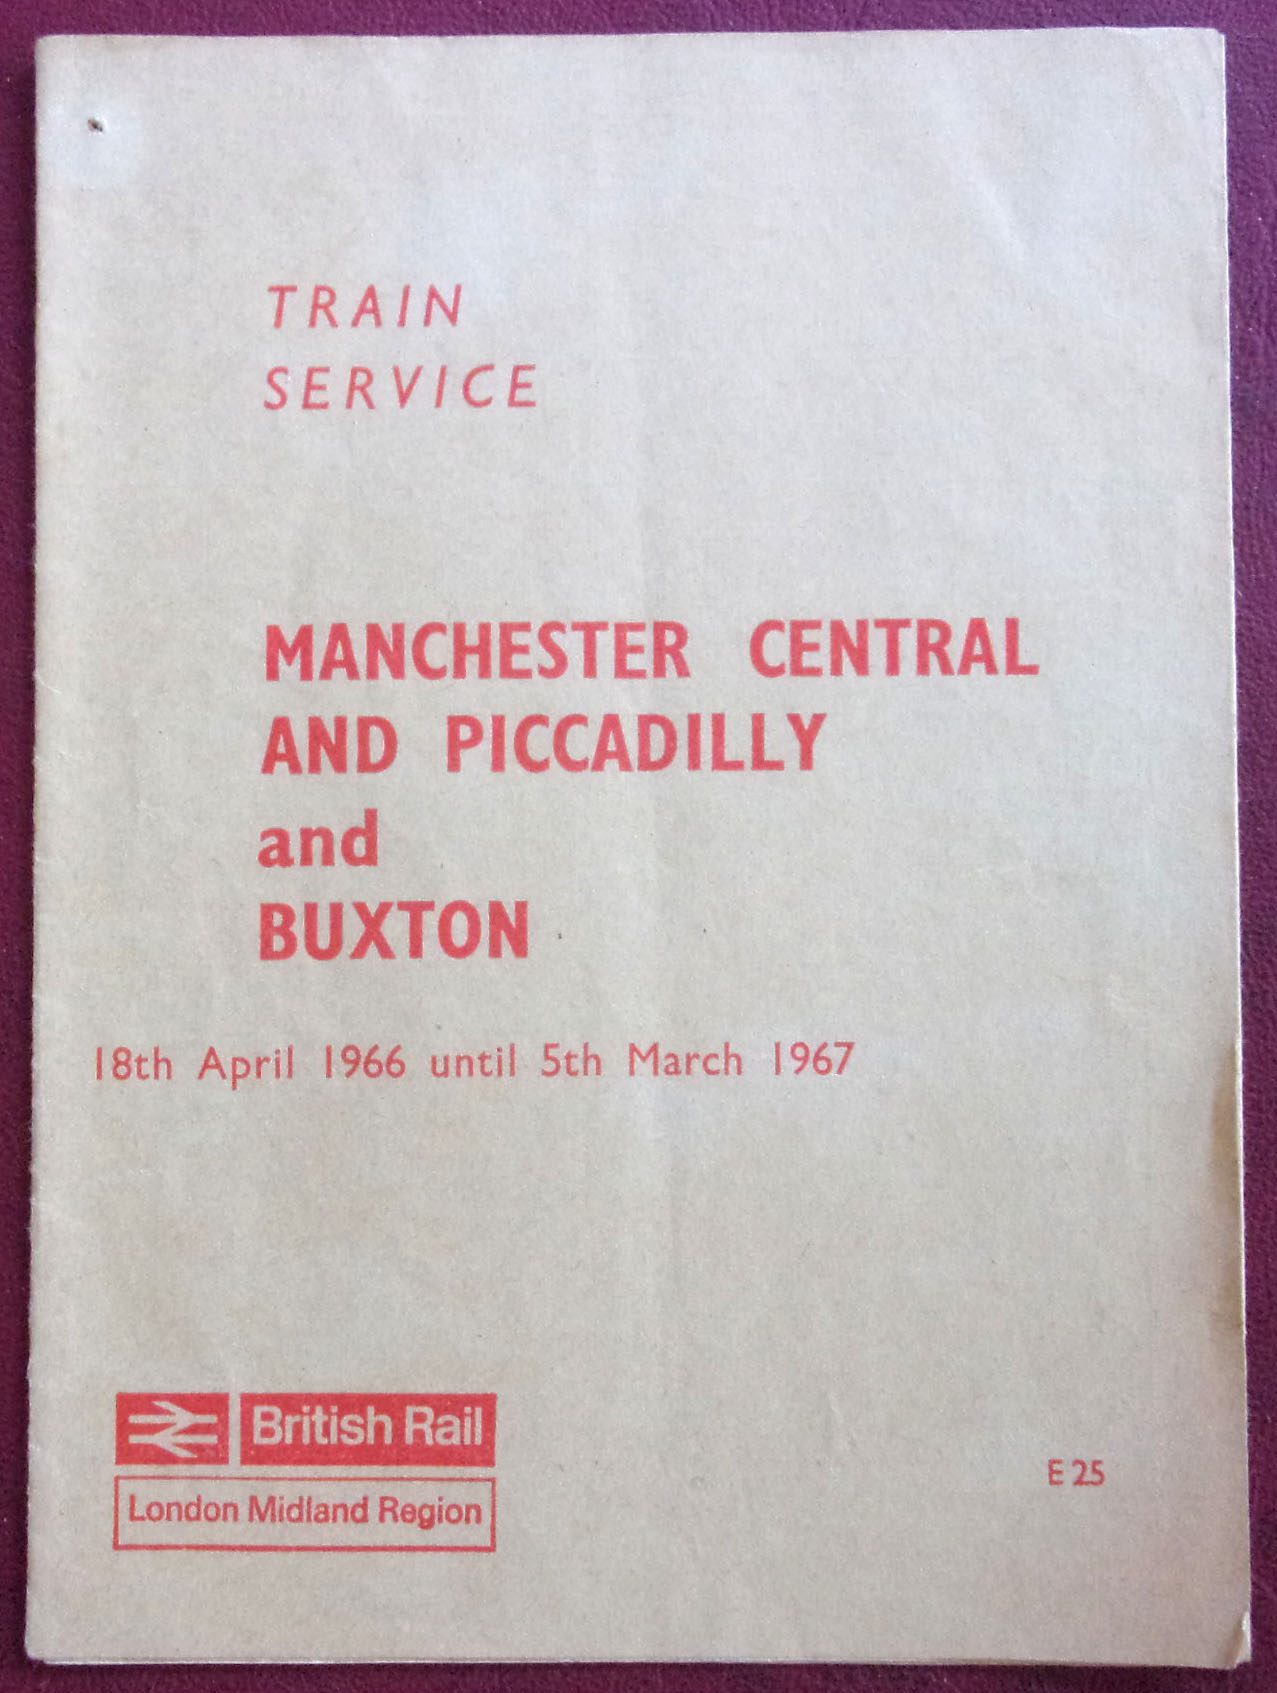 TRAIN
SERVICE
MANCHESTER CENTRAL
AND PICCADILLY
and
BUXTON
18th April 1966 until 5th March 1967
British Rail
London Midland Region
E 25